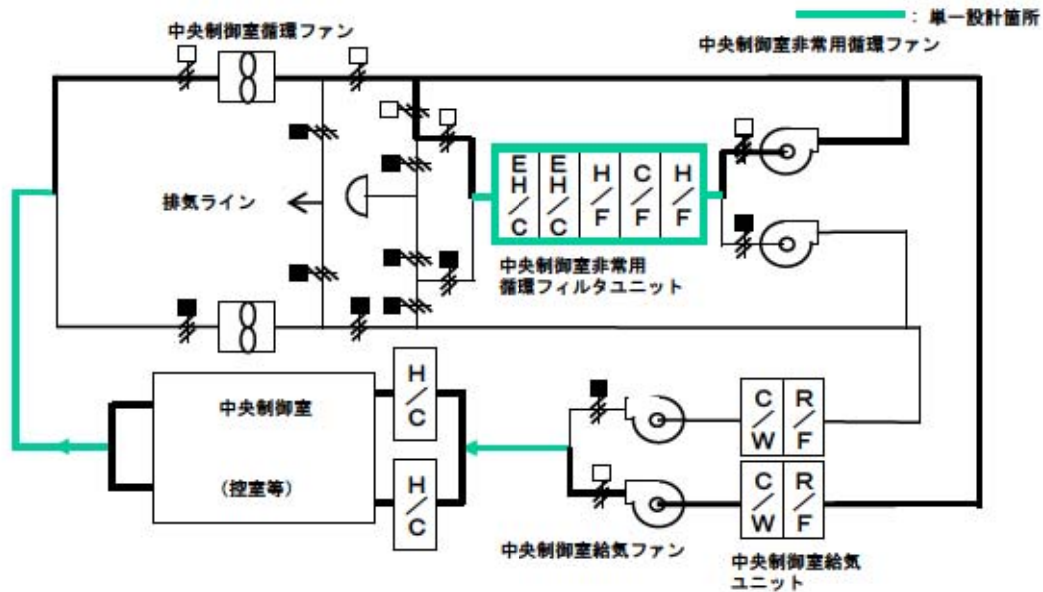 ：単一設計箇所
中央制御室循環ファン
中央制御室非常用循環ファン
排気ライン
EH/C
EH/C
H/F
C/F
H/F
中央制御室非常用
循環フィルタユニット
中央制御室
（控室等）
H/C
H/C
C/W
R/F
C/W
R/F
中央制御室給気ファン
中央制御室給気
ユニット